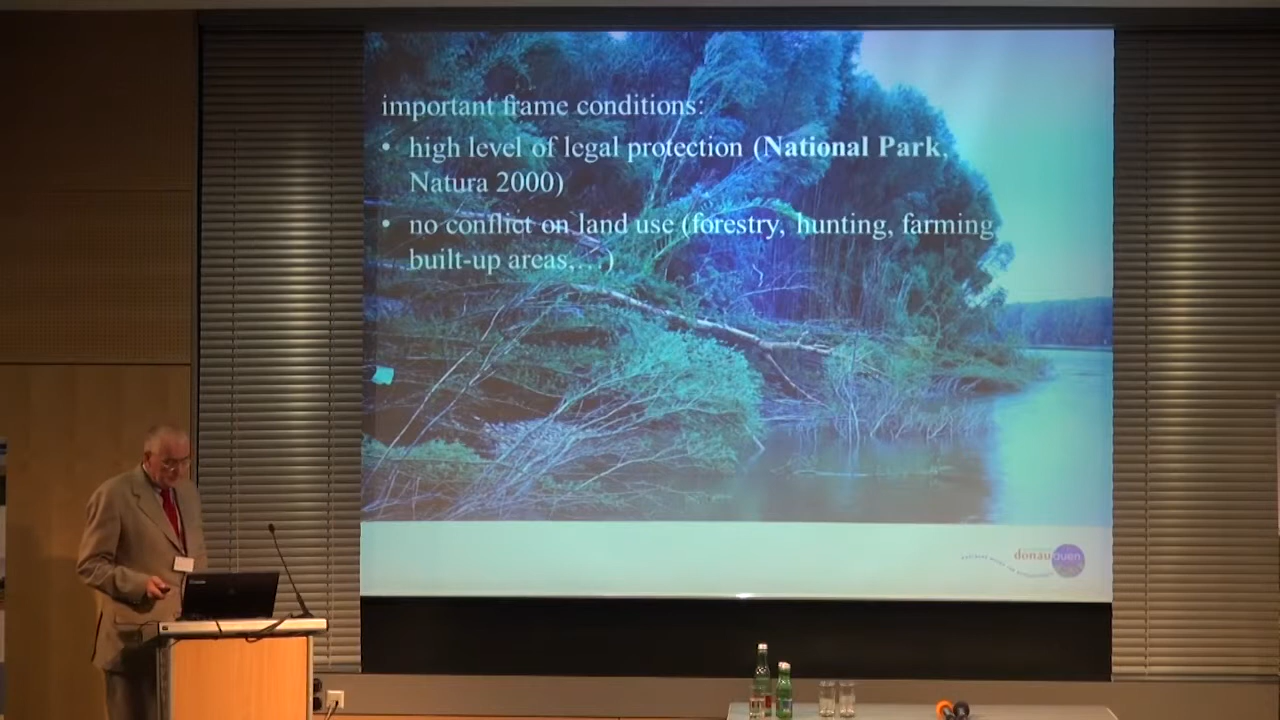 important frame conditions:
• high level of legal protection (National Park,
Natura 2000)
• no conflict on land use (forestry, hunting, farming
built-up areas,…)
donauauen